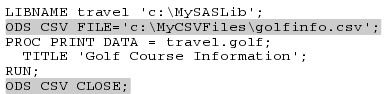 LIBNAME travel 'c:\MySASLib';
ODS CSV FILE='c:\MyCSVFiles\golfinfo.csv';
PROC PRINT DATA = travel.golf;
  TITLE 'Golf Course Information';
RUN;
ODS CSV CLOSE;